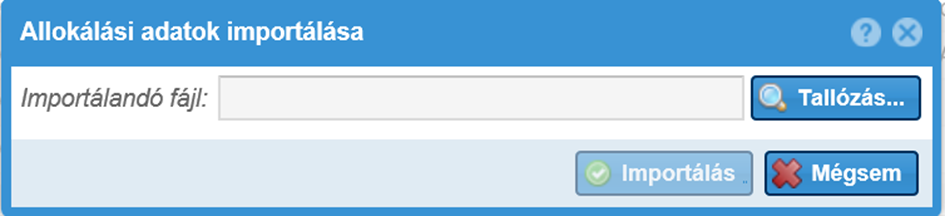 Allokálási adatok importálása
Importálandó fájl: Tallózás...
Importálás Mégsem